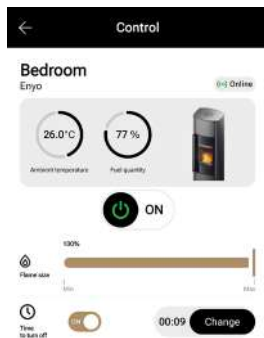 Control
Bedroom
Enyo
Online
26.0°C
77 %
Ambient temperature
Fuel quantity
ON
100%
Flame size
Min
Max
Time
to turn off
ON
00:09
Change